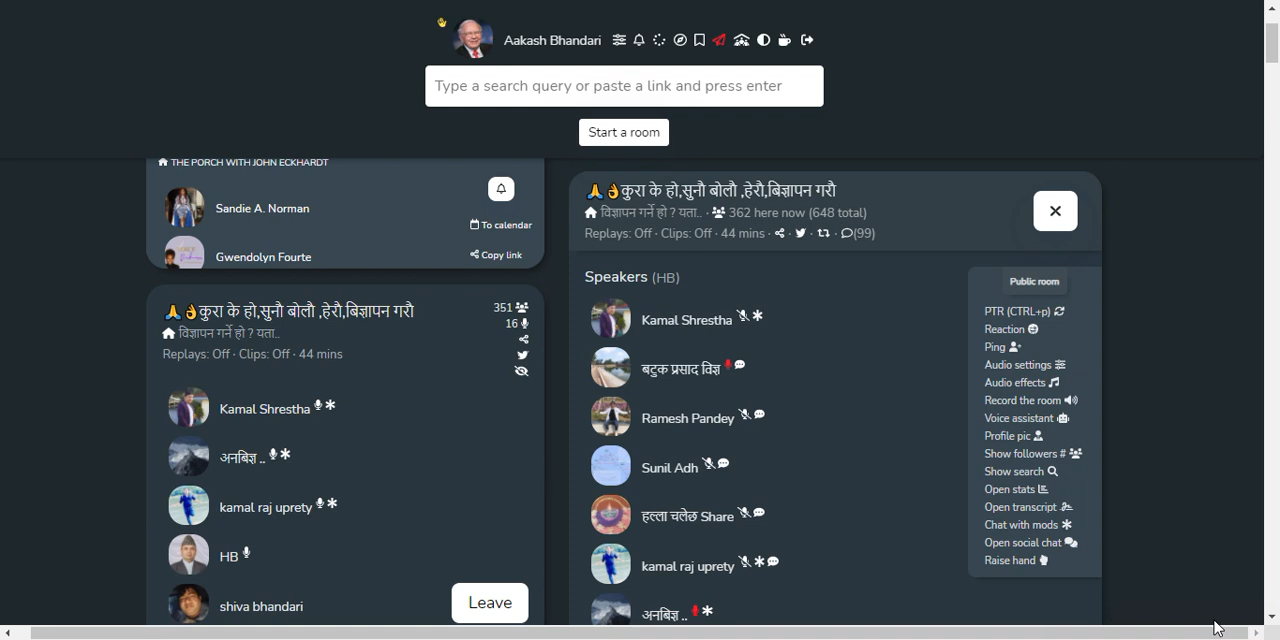 Aakash Bhandari
Type a search query or paste a link and press enter
Start a room
THE PORCH WITH JOHN ECKHARDT
Sandie A. Norman
To calendar
Gwendolyn Fourte
Copy link
🙏👌कुरा के हो,सुनौ बोलौ ,हेरौ,बिज्ञापन गरौ
351
विज्ञापन गर्ने हो ? यता..
16
Replays: Off · Clips: Off · 44 mins
Kamal Shrestha
अनबिज्ञ ..
kamal raj uprety
HB
shiva bhandari
Leave
🙏👌कुरा के हो,सुनौ बोलौ ,हेरौ,बिज्ञापन गरौ
विज्ञापन गर्ने हो ? यता.. · 362 here now (648 total)
Replays: Off · Clips: Off · 44 mins · · · · (99)
Speakers (HB)
Kamal Shrestha
बटुक प्रसाद विज्ञ
Ramesh Pandey
Sunil Adh
हल्ला चलेछ Share
kamal raj uprety
अनबिज्ञ ..
Public room
PTR (CTRL+p)
Reaction
Ping
Audio settings
Audio effects
Record the room
Voice assistant
Profile pic
Show followers #
Show search
Open stats
Open transcript
Chat with mods
Open social chat
Raise hand